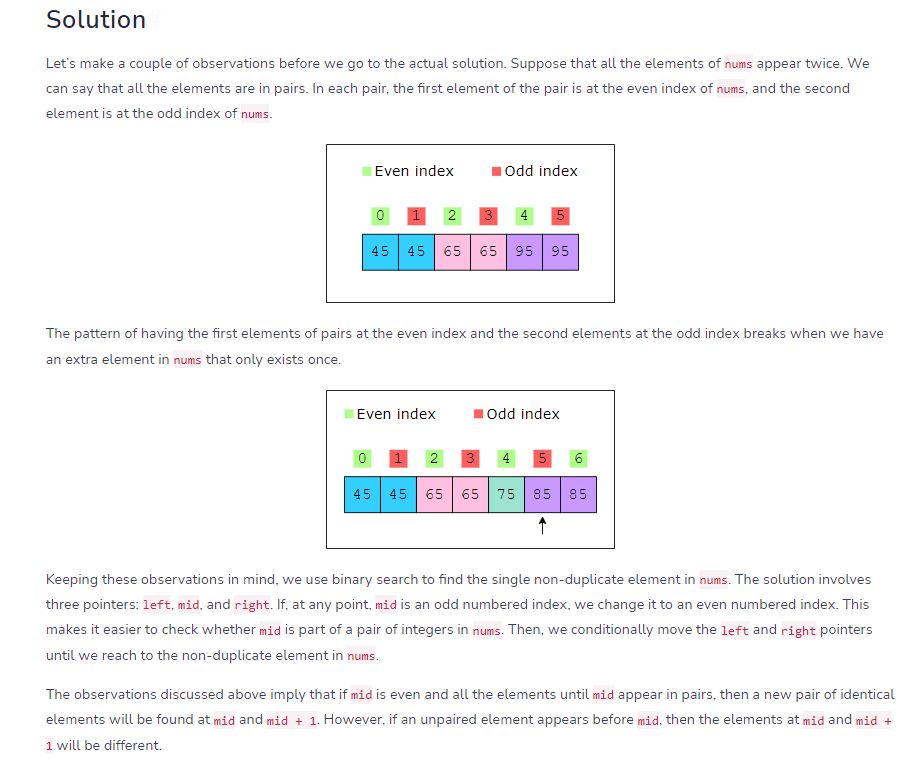 Solution
Let’s make a couple of observations before we go to the actual solution. Suppose that all the elements of nums appear twice. We
can say that all the elements are in pairs. In each pair, the first element of the pair is at the even index of nums, and the second
element is at the odd index of nums.
Even index Odd index
0 1 2 3 4 5
45 45 65 65 95 95
The pattern of having the first elements of pairs at the even index and the second elements at the odd index breaks when we have
an extra element in nums that only exists once.
Even index Odd index
0 1 2 3 4 5 6
45 45 65 65 75 85 85
Keeping these observations in mind, we use binary search to find the single non-duplicate element in nums. The solution involves
three pointers: left, mid, and right. If, at any point, mid is an odd numbered index, we change it to an even numbered index. This
makes it easier to check whether mid is part of a pair of integers in nums. Then, we conditionally move the left and right pointers
until we reach to the non-duplicate element in nums.
The observations discussed above imply that if mid is even and all the elements until mid appear in pairs, then a new pair of identical
elements will be found at mid and mid + 1. However, if an unpaired element appears before mid, then the elements at mid and mid +
1 will be different.